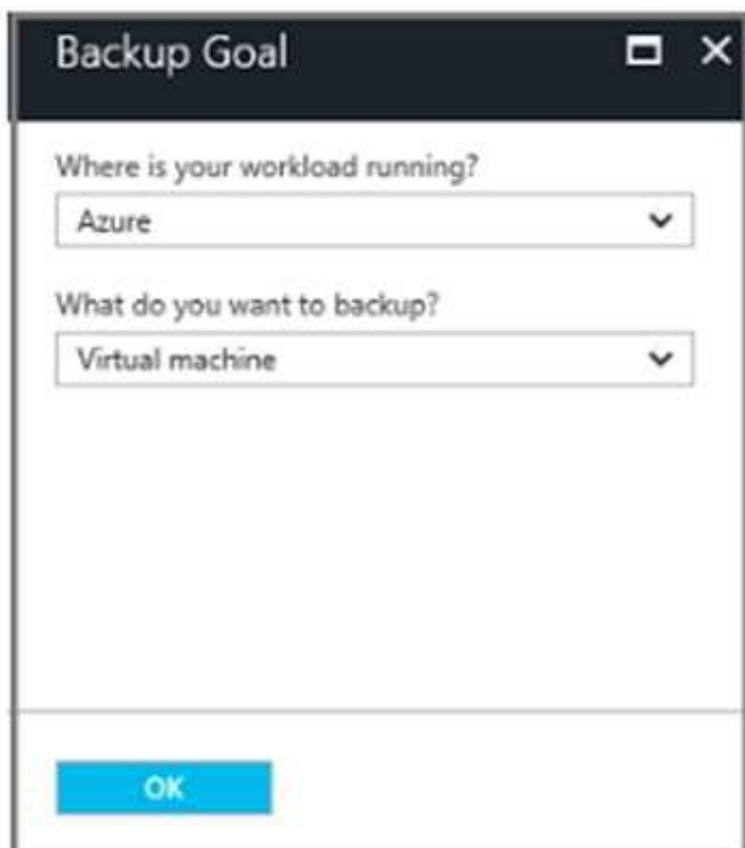 Backup Goal
Where is your workload running?
Azure
What do you want to backup?
Virtual machine
OK